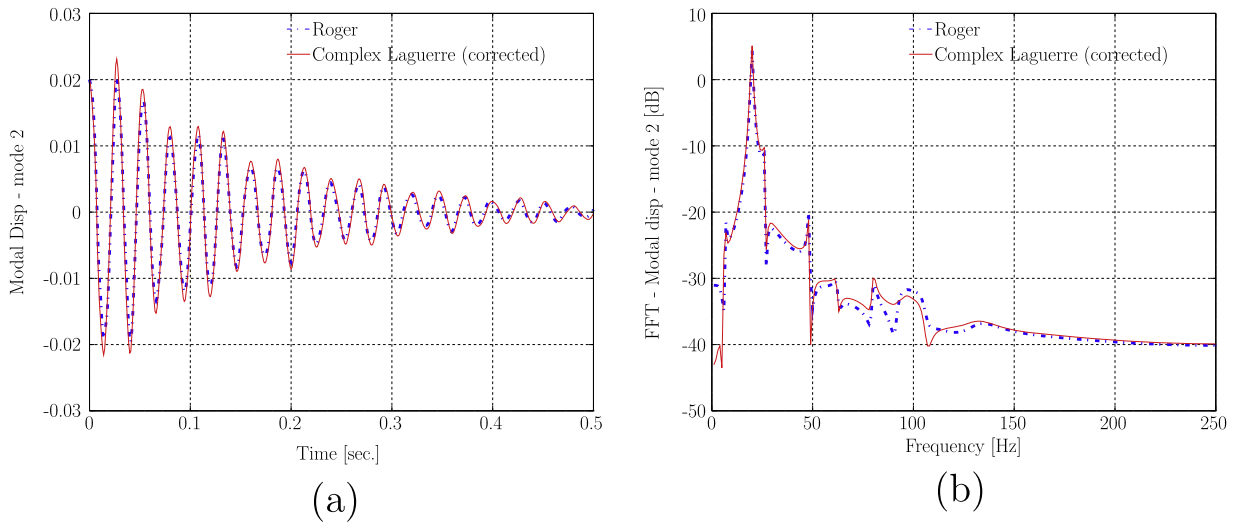 0.03
0.02
0.01
0
-0.01
-0.02
-0.03
Modal Disp - mode 2
Roger
Complex Laguerre (corrected)
0 0.1 0.2 0.3 0.4 0.5
Time [sec.]
(a)
10
0
-10
-20
-30
-40
-50
FFT - Modal disp - mode 2 [dB]
Roger
Complex Laguerre (corrected)
0 50 100 150 200 250
Frequency [Hz]
(b)